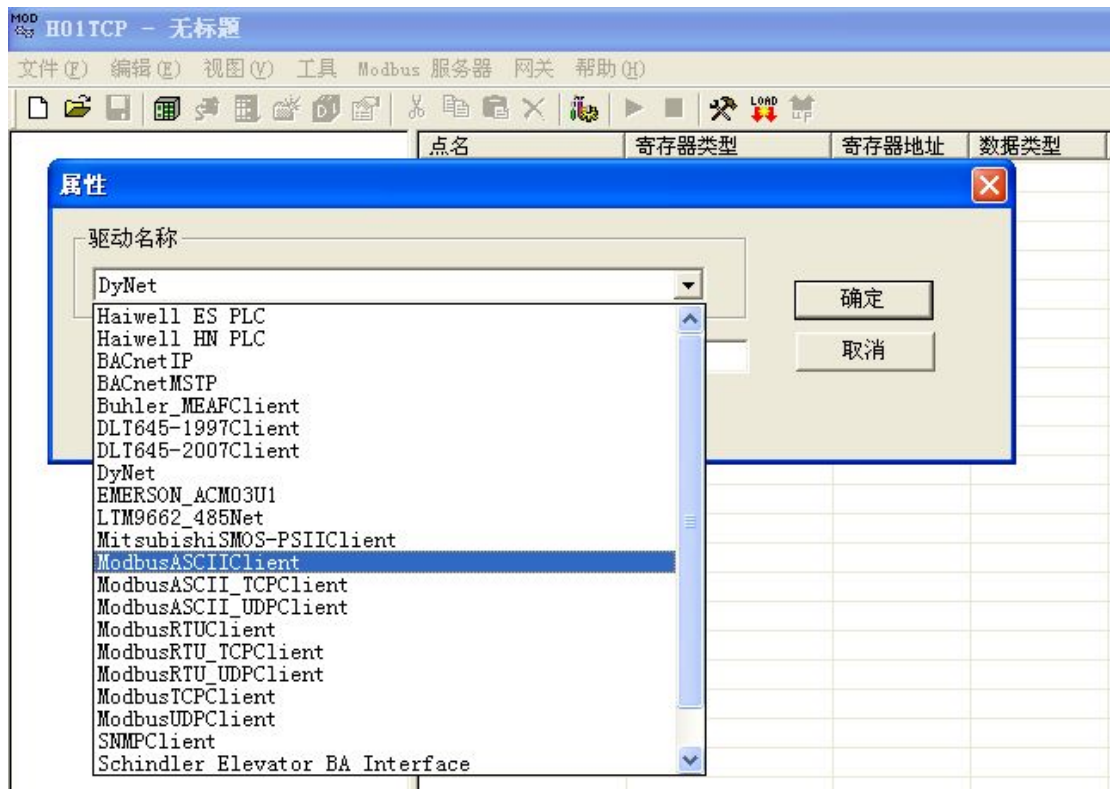 MOD H01TCP - 无标题
文件(F) 编辑(E) 视图(V) 工具 Modbus 服务器 网关 帮助(H)
LOAD UP
点名 寄存器类型 寄存器地址 数据类型
属性
驱动名称
DyNet
确定
取消
Haiwell ES PLC
Haiwell HN PLC
BACnetIP
BACnetMSTP
Buhler_MEAFClient
DLT645-1997Client
DLT645-2007Client
DyNet
EMERSON_ACM03U1
LTM9662_485Net
MitsubishiSMOS-PSIIClient
ModbusASCIIClient
ModbusASCII_TCPClient
ModbusASCII_UDPClient
ModbusRTUClient
ModbusRTU_TCPClient
ModbusRTU_UDPClient
ModbusTCPClient
ModbusUDPClient
SNMPClient
Schindler Elevator BA Interface